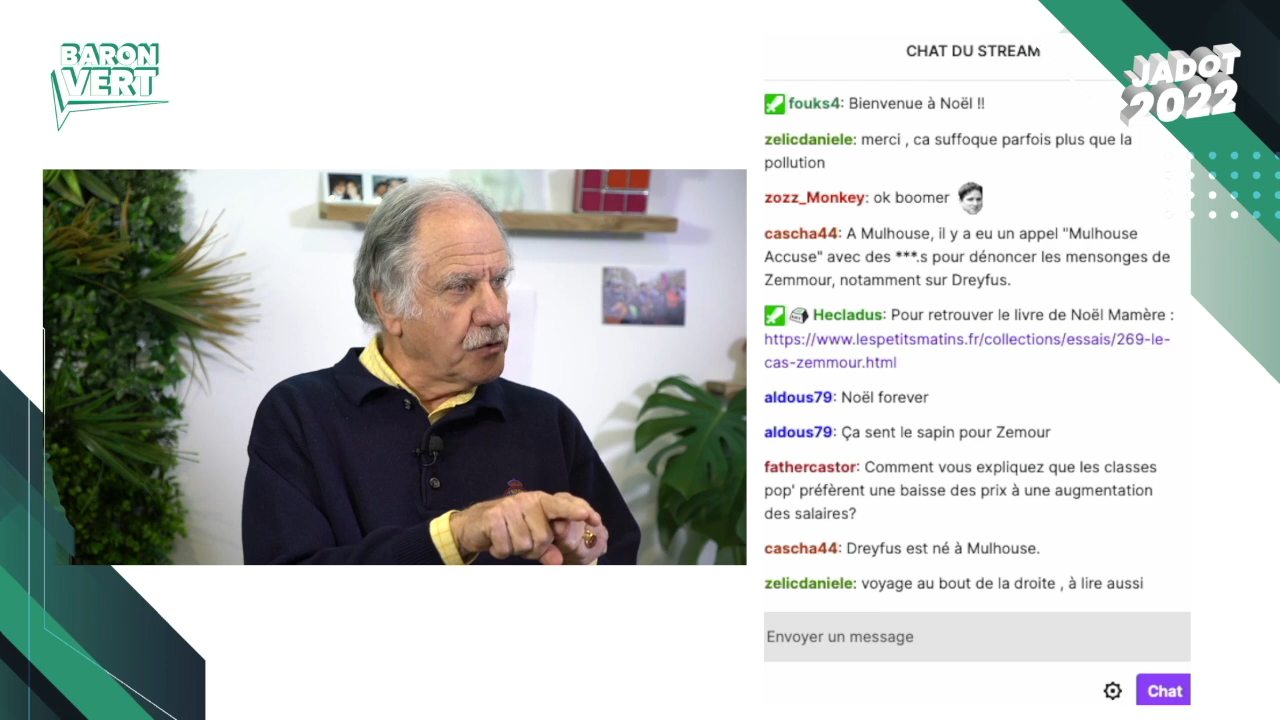 BARON
VERT
CHAT DU STREAM
JADOT
2022
fouks4: Bienvenue à Noël !!
zelicdaniele: merci , ca suffoque parfois plus que la
pollution
zozz_Monkey: ok boomer
cascha44: A Mulhouse, il y a eu un appel "Mulhouse
Accuse" avec des ***.s pour dénoncer les mensonges de
Zemmour, notamment sur Dreyfus.
Hecladus: Pour retrouver le livre de Noël Mamère :
https://www.lespetitsmatins.fr/collections/essais/269-le-
cas-zemmour.html
aldous79: Noël forever
aldous79: Ça sent le sapin pour Zemour
fathercastor: Comment vous expliquez que les classes
pop' préfèrent une baisse des prix à une augmentation
des salaires?
cascha44: Dreyfus est né à Mulhouse.
zelicdaniele: voyage au bout de la droite , à lire aussi
Envoyer un message
Chat